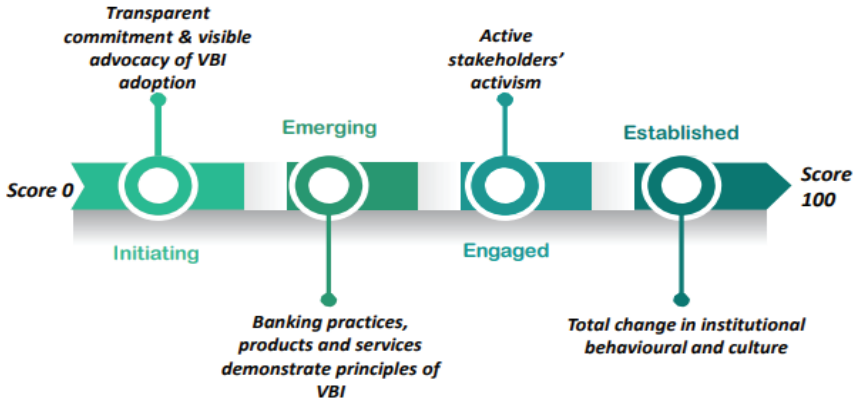 Transparent
commitment & visible
advocacy of VBI
adoption
Active
stakeholders’
activism
Emerging
Established
Score 0
Score
100
Initiating
Engaged
Banking practices,
products and services
demonstrate principles of
VBI
Total change in institutional
behavioural and culture